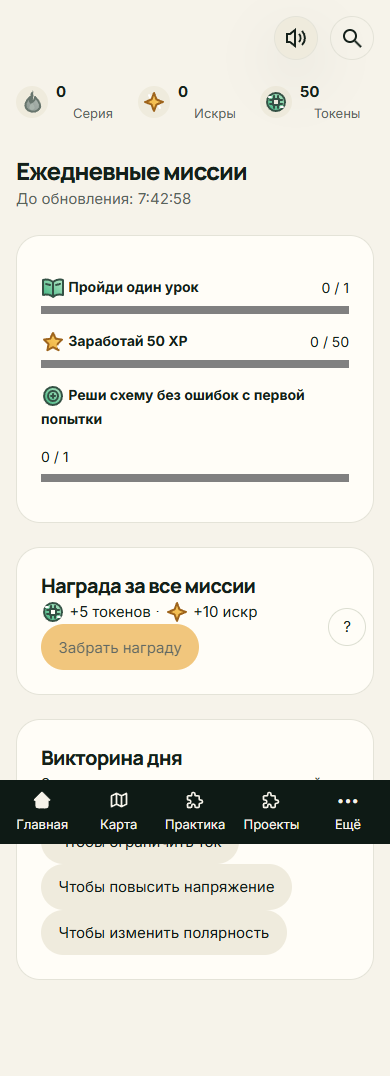 0
Серия
0
Искры
50
Токены
Ежедневные миссии
До обновления: 7:42:58
Пройди один урок 0 / 1
Заработай 50 XP 0 / 50
Реши схему без ошибок с первой
попытки
0 / 1
Награда за все миссии
+5 токенов · +10 искр
?
Забрать награду
Викторина дня
Главная Карта Практика Проекты Ещё
Чтобы ограничить ток
Чтобы повысить напряжение
Чтобы изменить полярность